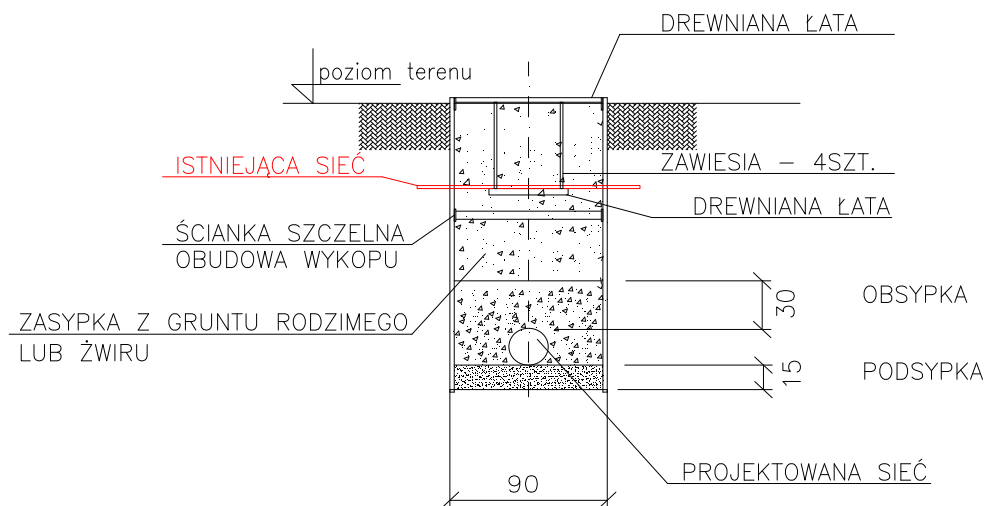 DREWNIANA ŁATA
poziom terenu
ISTNIEJĄCA SIEĆ
ZAWIESIA – 4SZT.
DREWNIANA ŁATA
ŚCIANKA SZCZELNA
OBUDOWA WYKOPU
30
OBSYPKA
ZASYPKA Z GRUNTU RODZIMEGO
LUB ŻWIRU
15
PODSYPKA
PROJEKTOWANA SIEĆ
90